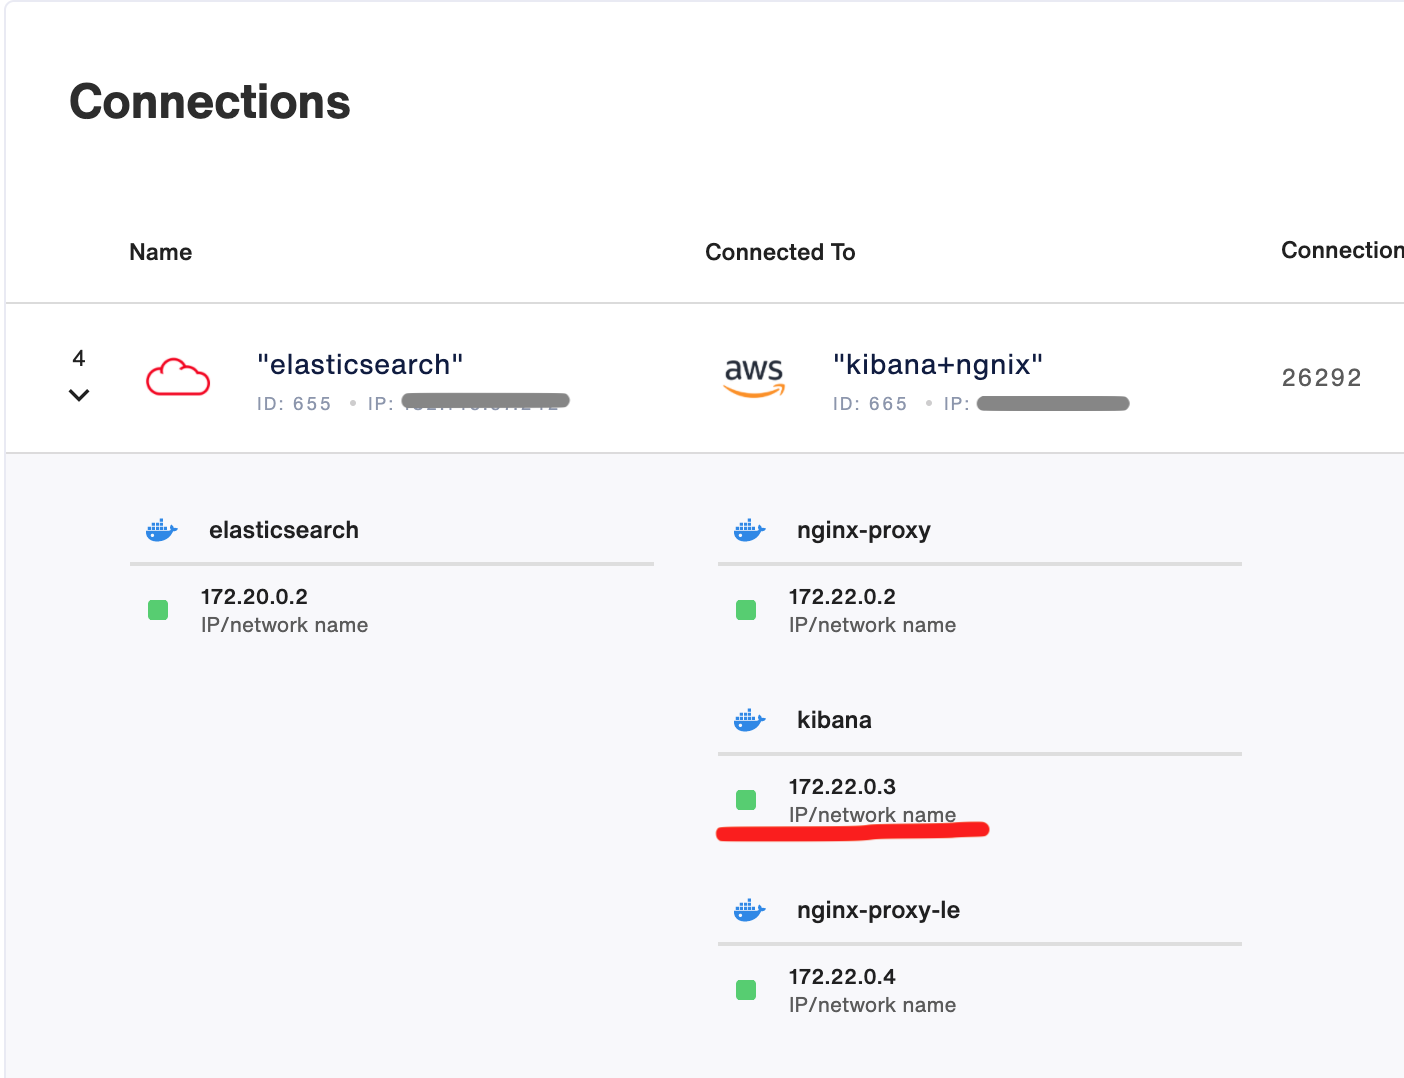 Connections
Name
Connected To
Connection
4
"elasticsearch"
ID: 655 • IP:
aws
"kibana+ngnix"
ID: 665 • IP:
26292
elasticsearch
172.20.0.2
IP/network name
nginx-proxy
172.22.0.2
IP/network name
kibana
172.22.0.3
IP/network name
nginx-proxy-le
172.22.0.4
IP/network name